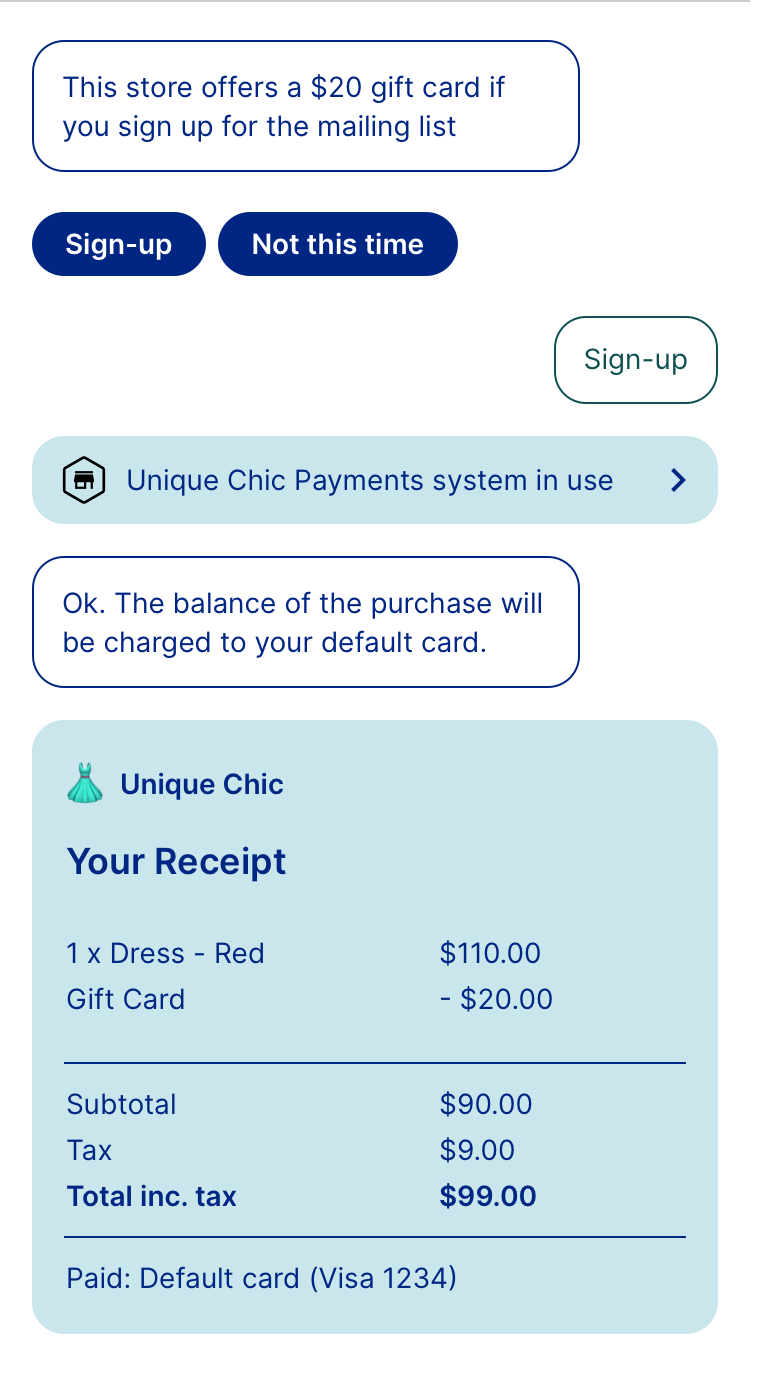 This store offers a $20 gift card if
you sign up for the mailing list
Sign-up
Not this time
Sign-up
Unique Chic Payments system in use
Ok. The balance of the purchase will
be charged to your default card.
Unique Chic
Your Receipt
1 x Dress - Red $110.00
Gift Card - $20.00
Subtotal $90.00
Tax $9.00
Total inc. tax $99.00
Paid: Default card (Visa 1234)